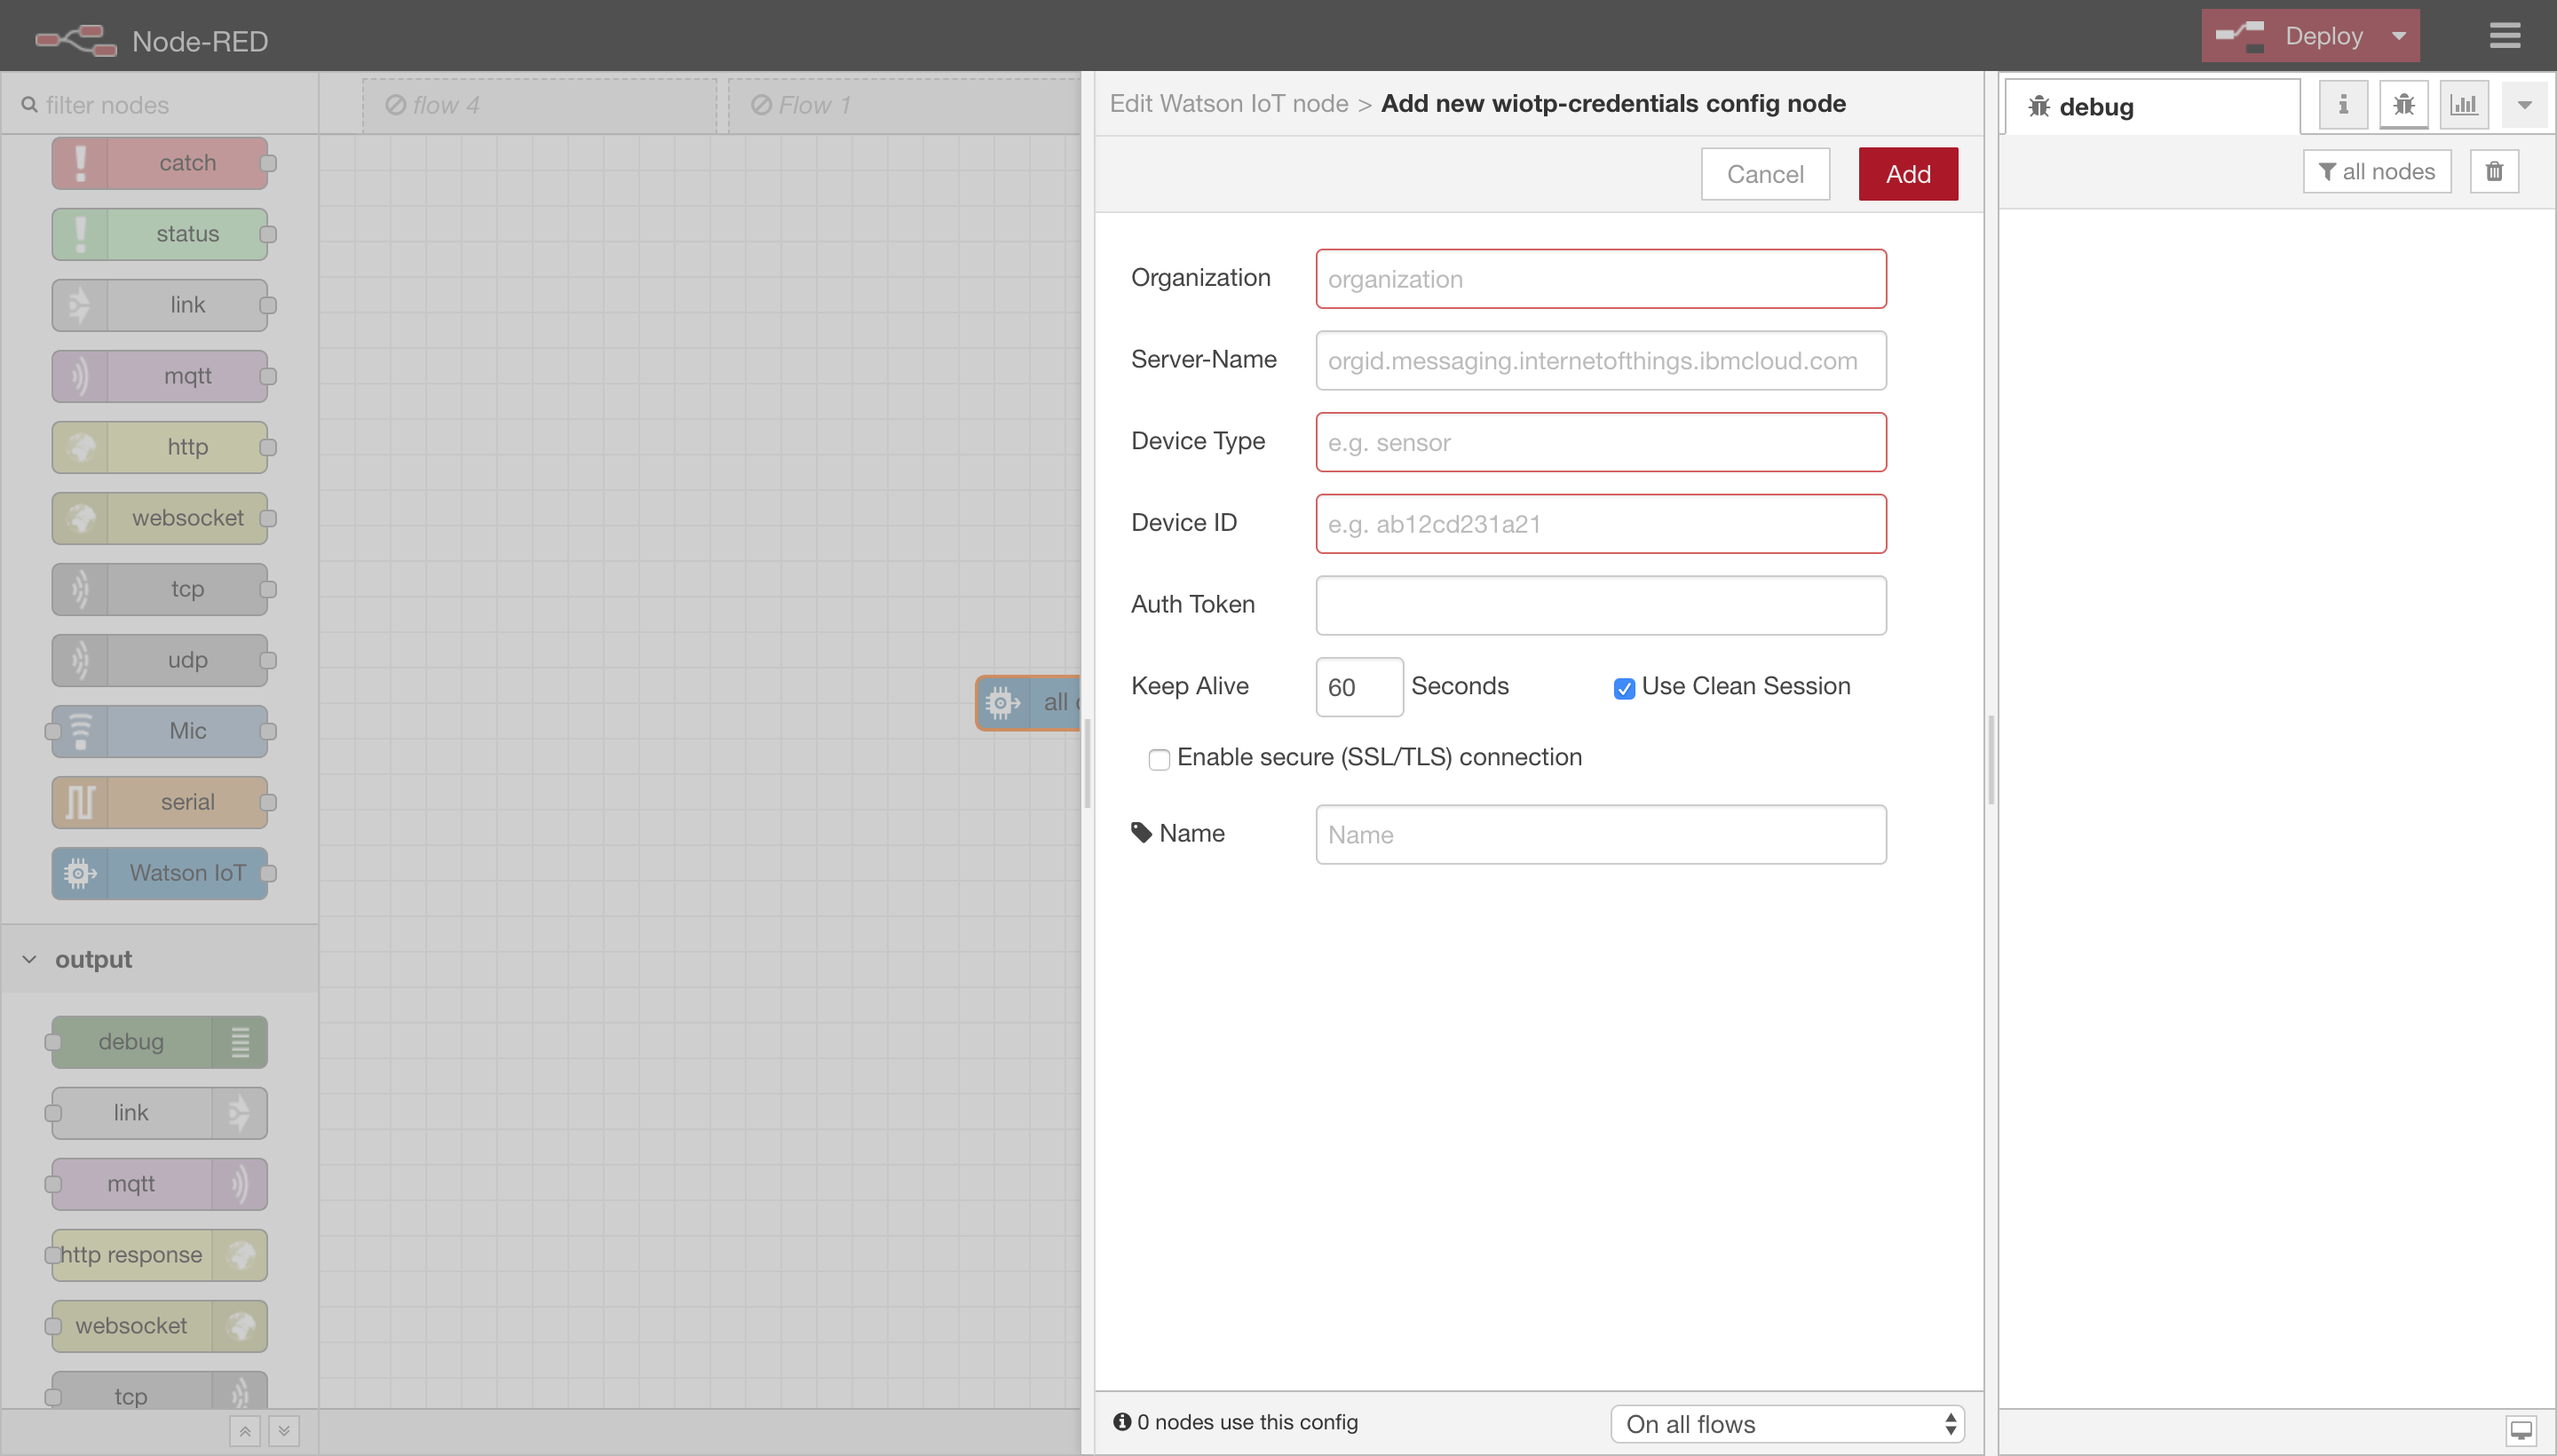 Node-RED
Deploy
filter nodes
catch
status
link
mqtt
http
websocket
tcp
udp
Mic
serial
Watson IoT
output
debug
link
mqtt
http response
websocket
tcp
flow 4
Flow 1
all
Edit Watson IoT node > Add new wiotp-credentials config node
Cancel
Add
Organization
organization
Server-Name
orgid.messaging.internetofthings.ibmcloud.com
Device Type
e.g. sensor
Device ID
e.g. ab12cd231a21
Auth Token
Keep Alive
60
Seconds
Use Clean Session
Enable secure (SSL/TLS) connection
Name
Name
0 nodes use this config
On all flows
debug
all nodes